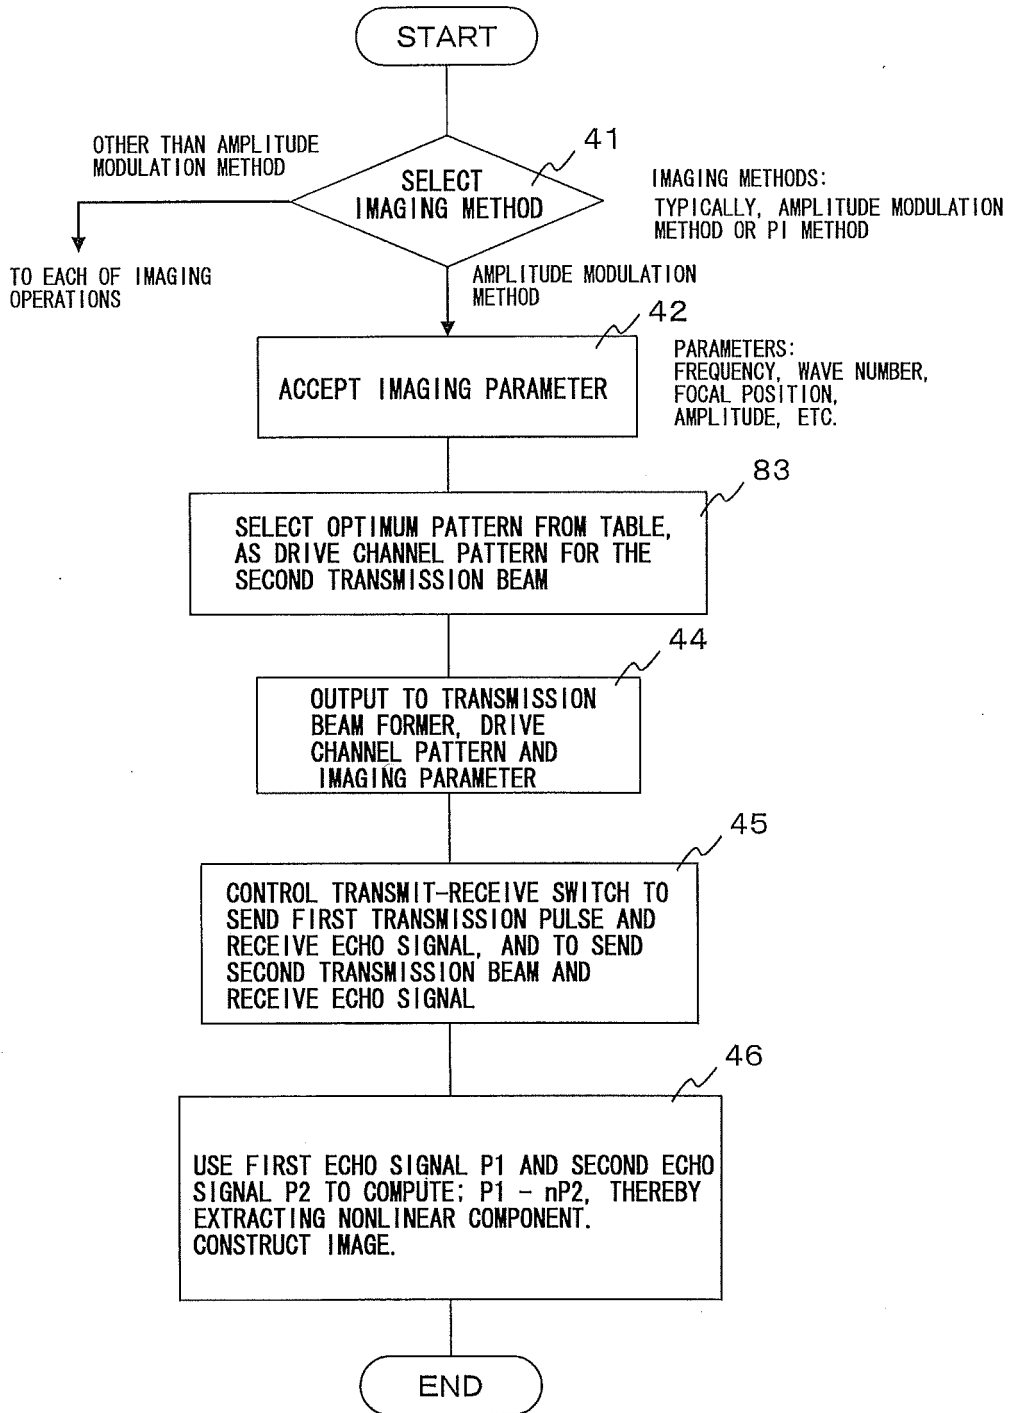 START
OTHER THAN AMPLITUDE
MODULATION METHOD
41
SELECT
IMAGING METHOD
IMAGING METHODS:
TYPICALLY, AMPLITUDE MODULATION
METHOD OR PI METHOD
TO EACH OF IMAGING
OPERATIONS
AMPLITUDE MODULATION
METHOD
42
ACCEPT IMAGING PARAMETER
PARAMETERS:
FREQUENCY, WAVE NUMBER,
FOCAL POSITION,
AMPLITUDE, ETC.
83
SELECT OPTIMUM PATTERN FROM TABLE,
AS DRIVE CHANNEL PATTERN FOR THE
SECOND TRANSMISSION BEAM
44
OUTPUT TO TRANSMISSION
BEAM FORMER, DRIVE
CHANNEL PATTERN AND
IMAGING PARAMETER
45
CONTROL TRANSMIT-RECEIVE SWITCH TO
SEND FIRST TRANSMISSION PULSE AND
RECEIVE ECHO SIGNAL, AND TO SEND
SECOND TRANSMISSION BEAM AND
RECEIVE ECHO SIGNAL
46
USE FIRST ECHO SIGNAL P1 AND SECOND ECHO
SIGNAL P2 TO COMPUTE; P1 - nP2, THEREBY
EXTRACTING NONLINEAR COMPONENT.
CONSTRUCT IMAGE.
END